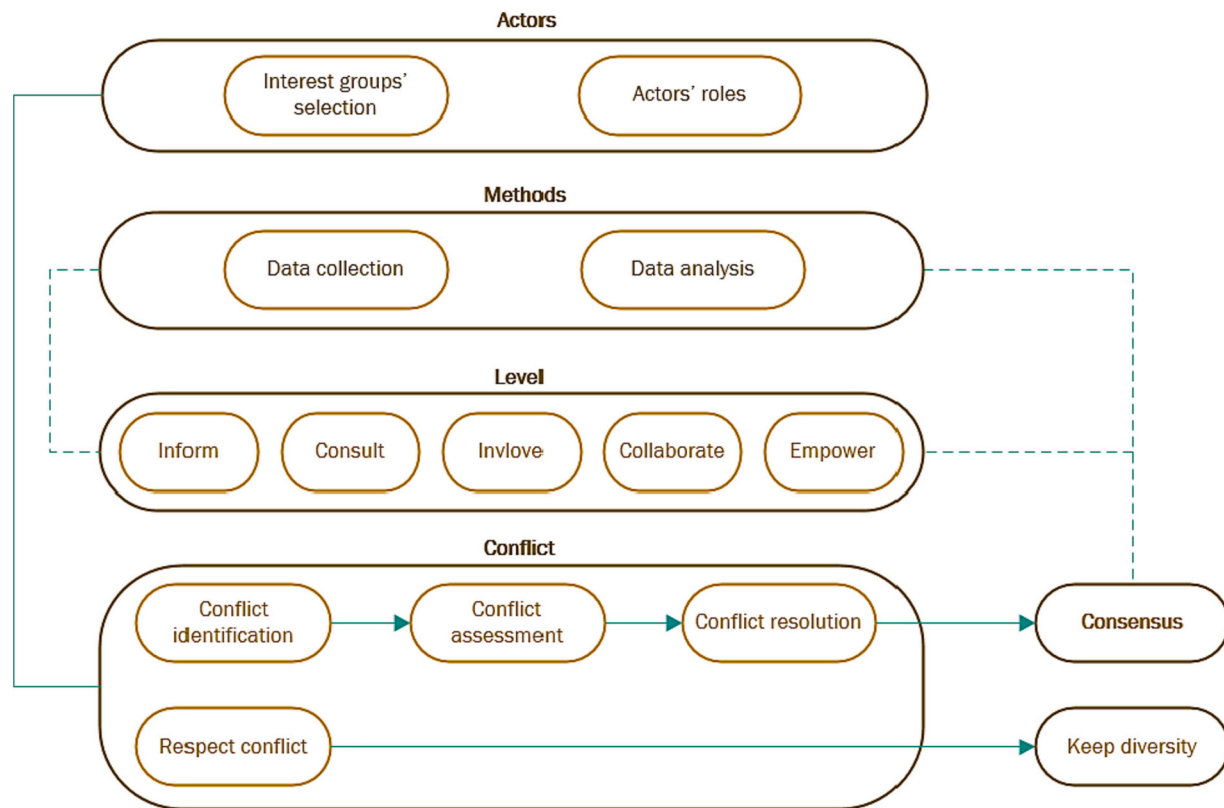 Actors
Interest groups’
selection
Actors’ roles
Methods
Data collection
Data analysis
Level
Inform
Consult
Invlove
Collaborate
Empower
Conflict
Conflict
identification
Conflict
assessment
Conflict resolution
Consensus
Respect conflict
Keep diversity